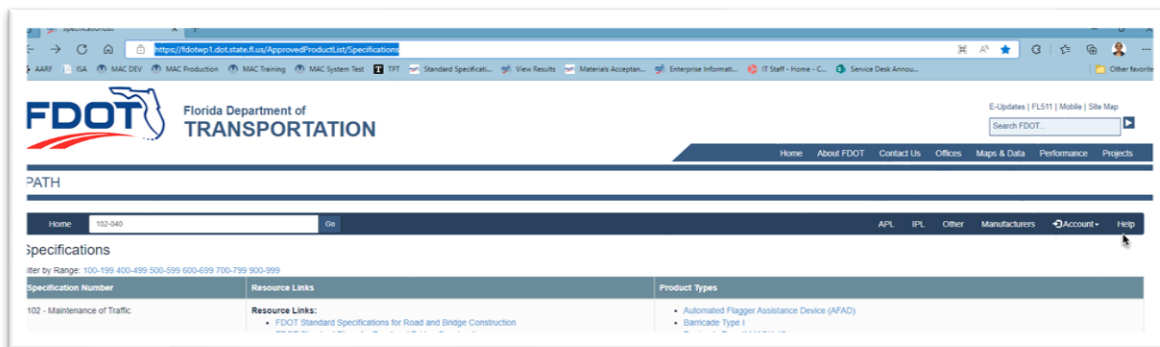 https://fdotwp1.dot.state.fl.us/ApprovedProductList/Specifications
AARF ISA MAC DEV MAC Production MAC Training MAC System Test TPT Standard Specificati... View Results Materials Acceptan... Enterprise Informati... IT Staff - Home - C... Service Desk Annou... Other favorite
E-Updates | FL511 | Mobile | Site Map
FDOT
Florida Department of
TRANSPORTATION
Search FDOT...
Home About FDOT Contact Us Offices Maps & Data Performance Projects
PATH
Home 102-040 Go APL IPL Other Manufacturers Account Help
Specifications
ilter by Range: 100-199 400-499 500-599 600-699 700-799 900-999
Specification Number Resource Links Product Types
102 - Maintenance of Traffic
Resource Links:
• FDOT Standard Specifications for Road and Bridge Construction
• Automated Flagger Assistance Device (AFAD)
• Barricade Type I